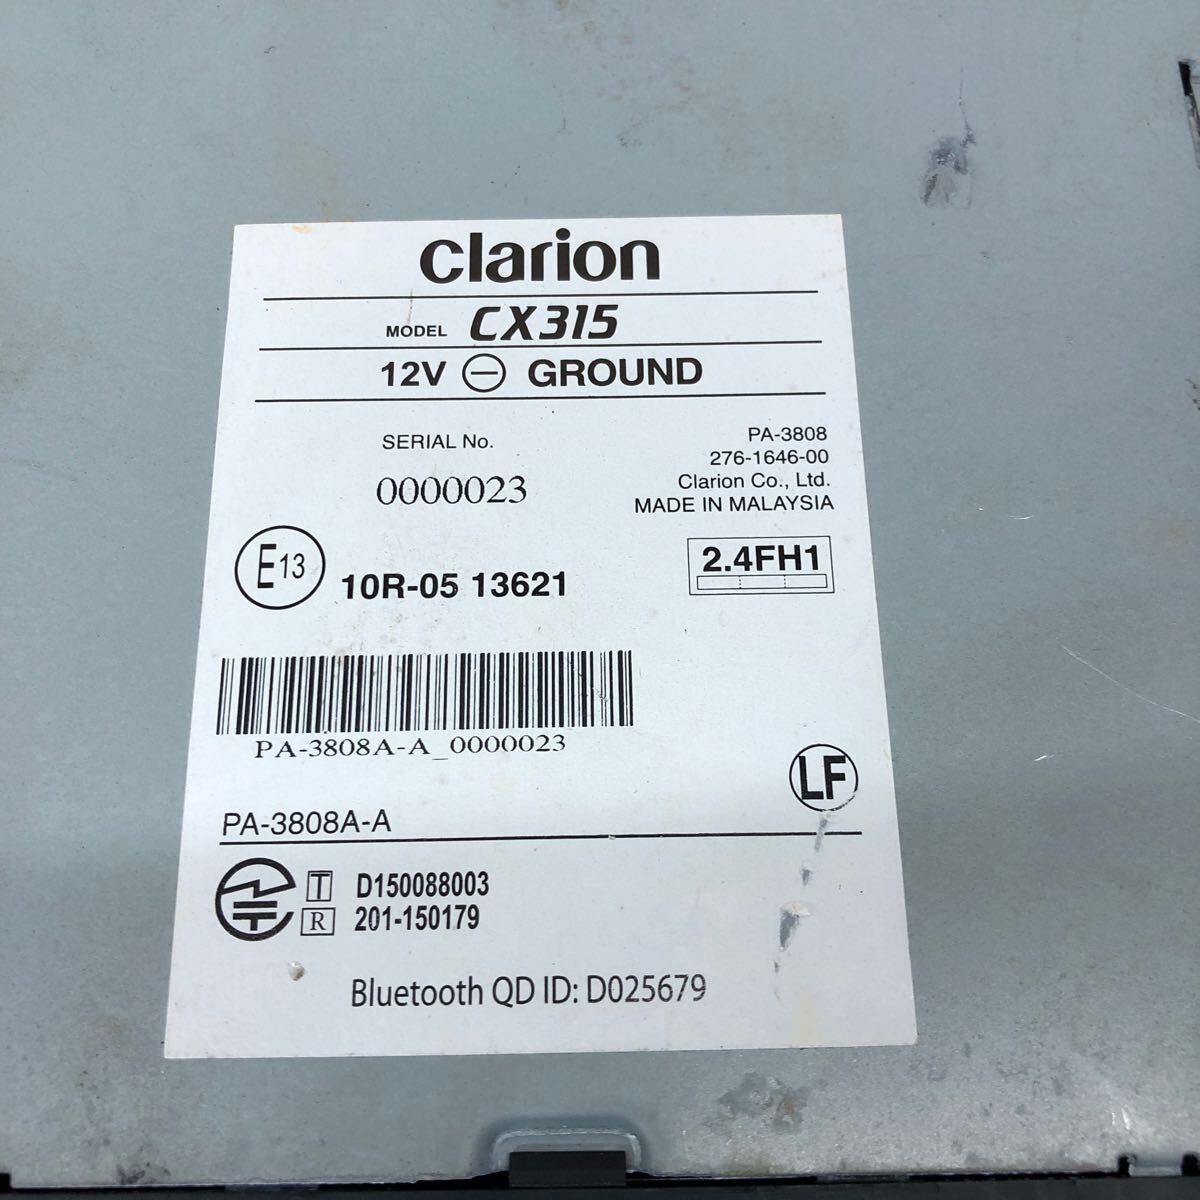 clarion
MODEL CX315
12V ⊖ GROUND
SERIAL No.
0000023
PA-3808
276-1646-00
Clarion Co., Ltd.
MADE IN MALAYSIA
E13
10R-05 13621
2.4FH1
PA-3808A-A_0000023
LF
PA-3808A-A
T D150088003
R 201-150179
Bluetooth QD ID: D025679